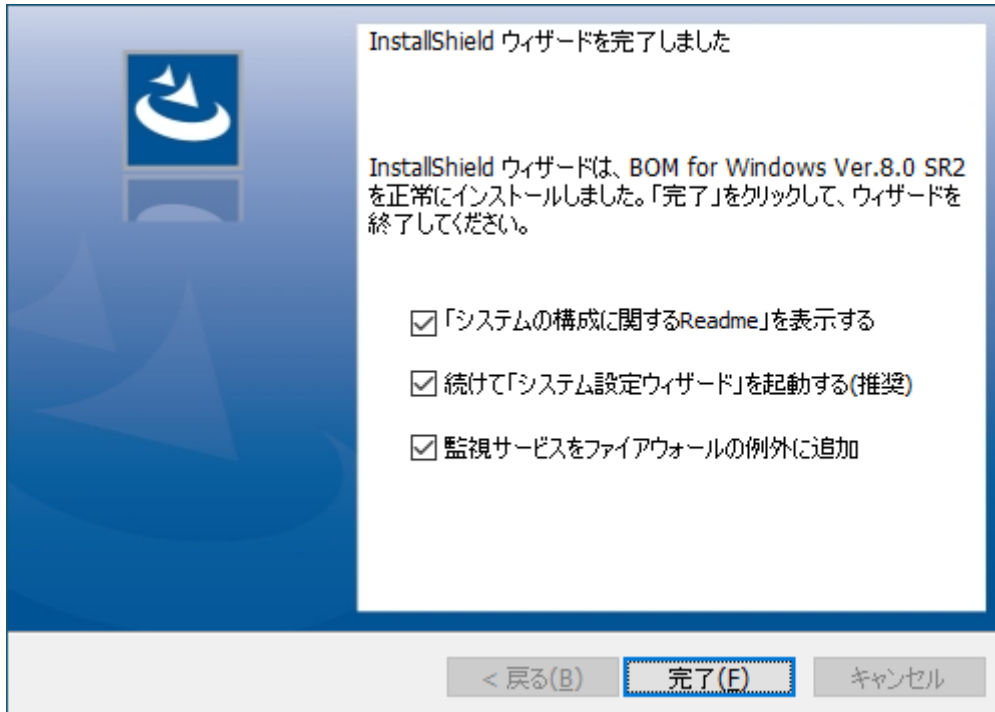 InstallShield ウィザードを完了しました
InstallShield ウィザードは、BOM for Windows Ver.8.0 SR2
を正常にインストールしました。「完了」をクリックして、ウィザードを
終了してください。
「システムの構成に関するReadme」を表示する
続けて「システム設定ウィザード」を起動する(推奨)
監視サービスをファイアウォールの例外に追加
< 戻る(B) 完了(F) キャンセル